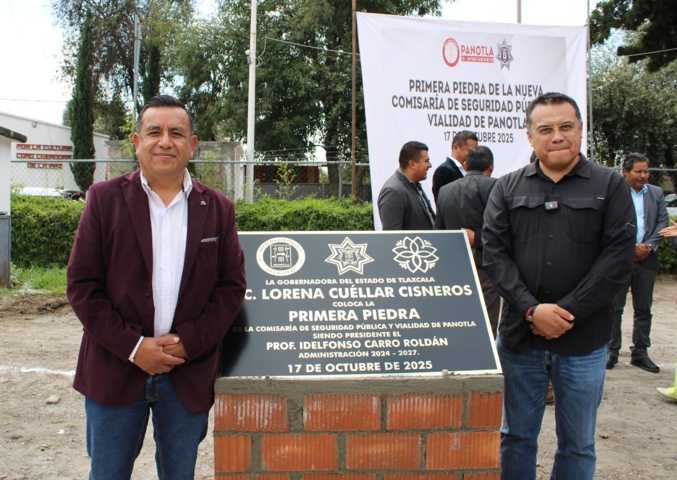 PANOTLA
PRIMERA PIEDRA DE LA NUEVA
COMISARÍA DE SEGURIDAD
VIALIDAD DE PANOTLA
17 DE OCTUBRE 2025
LA GOBERNADORA DEL ESTADO DE TLAXCALA
C. LORENA CUÉLLAR CISNEROS
COLOCA LA
PRIMERA PIEDRA
DE LA COMISARÍA DE SEGURIDAD PÚBLICA Y VIALIDAD DE PANOTLA
SIENDO PRESIDENTE EL
PROF. IDELFONSO CARRO ROLDÁN
ADMINISTRACIÓN 2024 - 2027.
17 DE OCTUBRE DE 2025